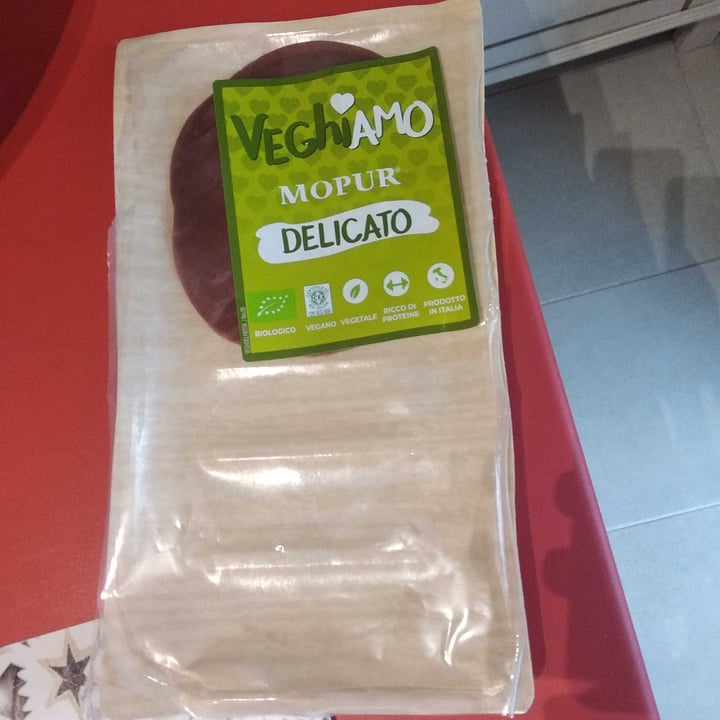 VEGhiAMO
MOPUR
DELICATO
BIOLOGICO
VEGANO
VEGETALE
RICCO DI
PROTEINE
PRODOTTO
IN ITALIA